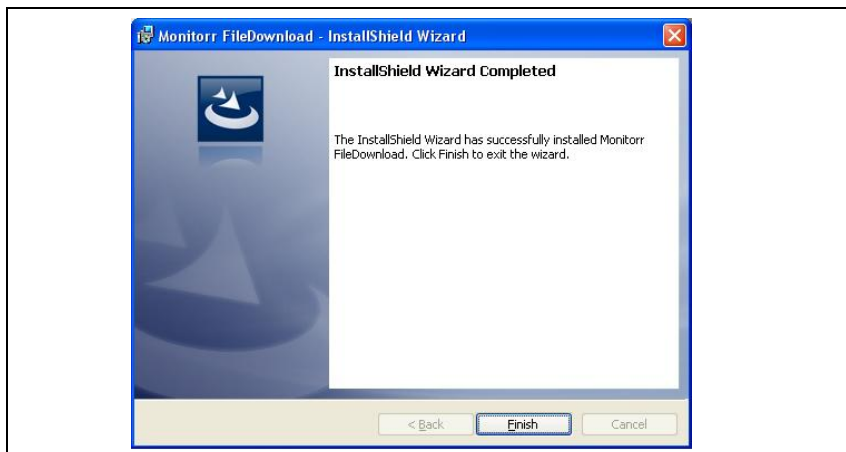 Monitorr FileDownload - InstallShield Wizard
InstallShield Wizard Completed
The InstallShield Wizard has successfully installed Monitorr
FileDownload. Click Finish to exit the wizard.
< Back Finish Cancel